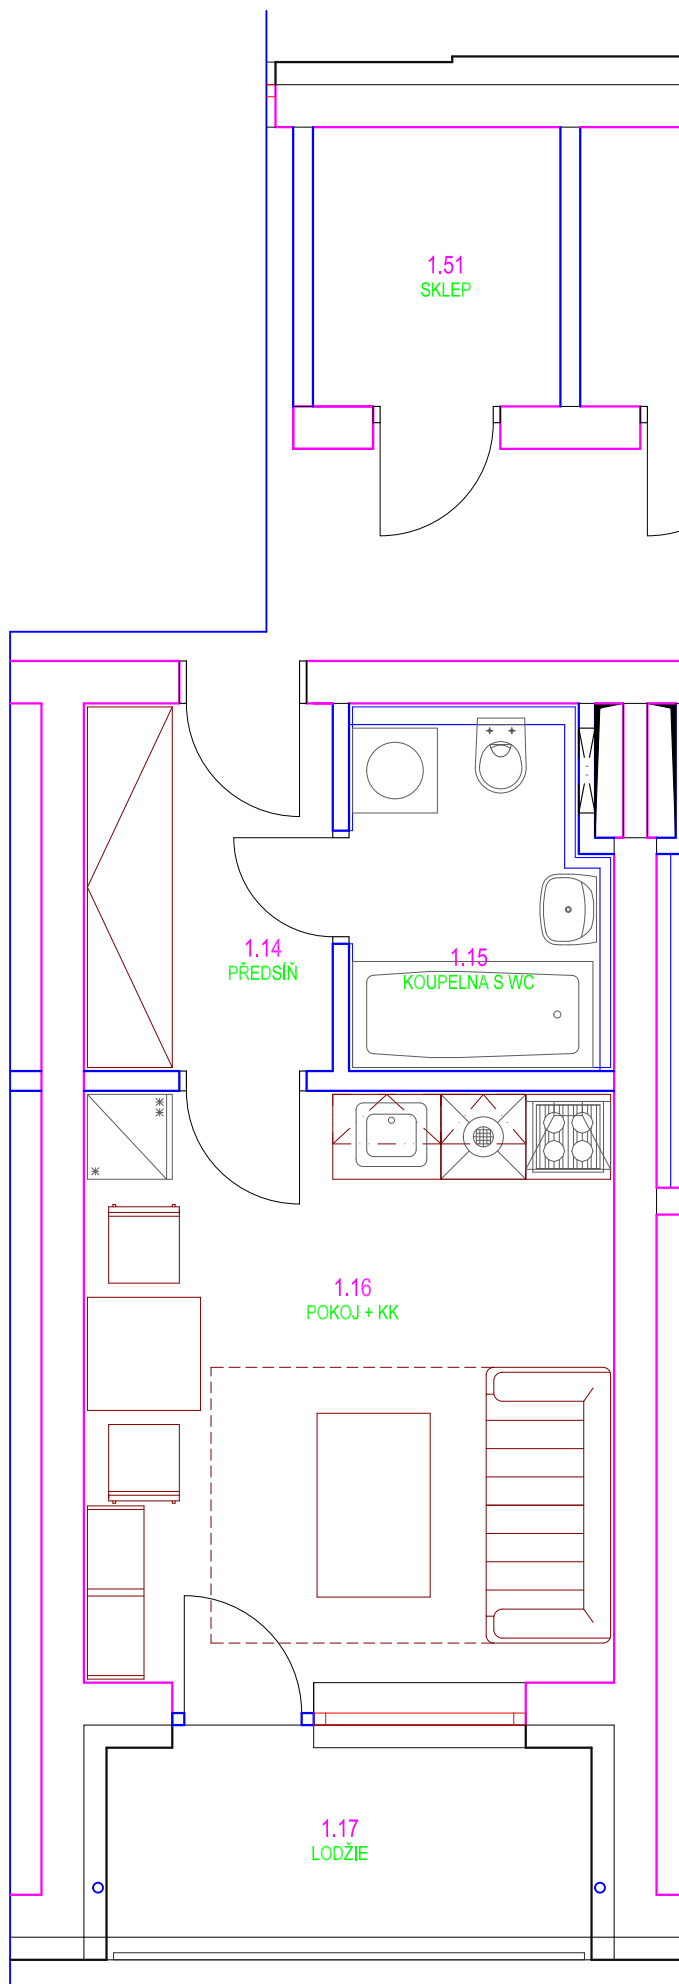 1.51
SKLEP
1.14
PŘEDSÍŇ
1.15
KOUPELNA S WC
1.16
POKOJ + KK
1.17
LODŽIE